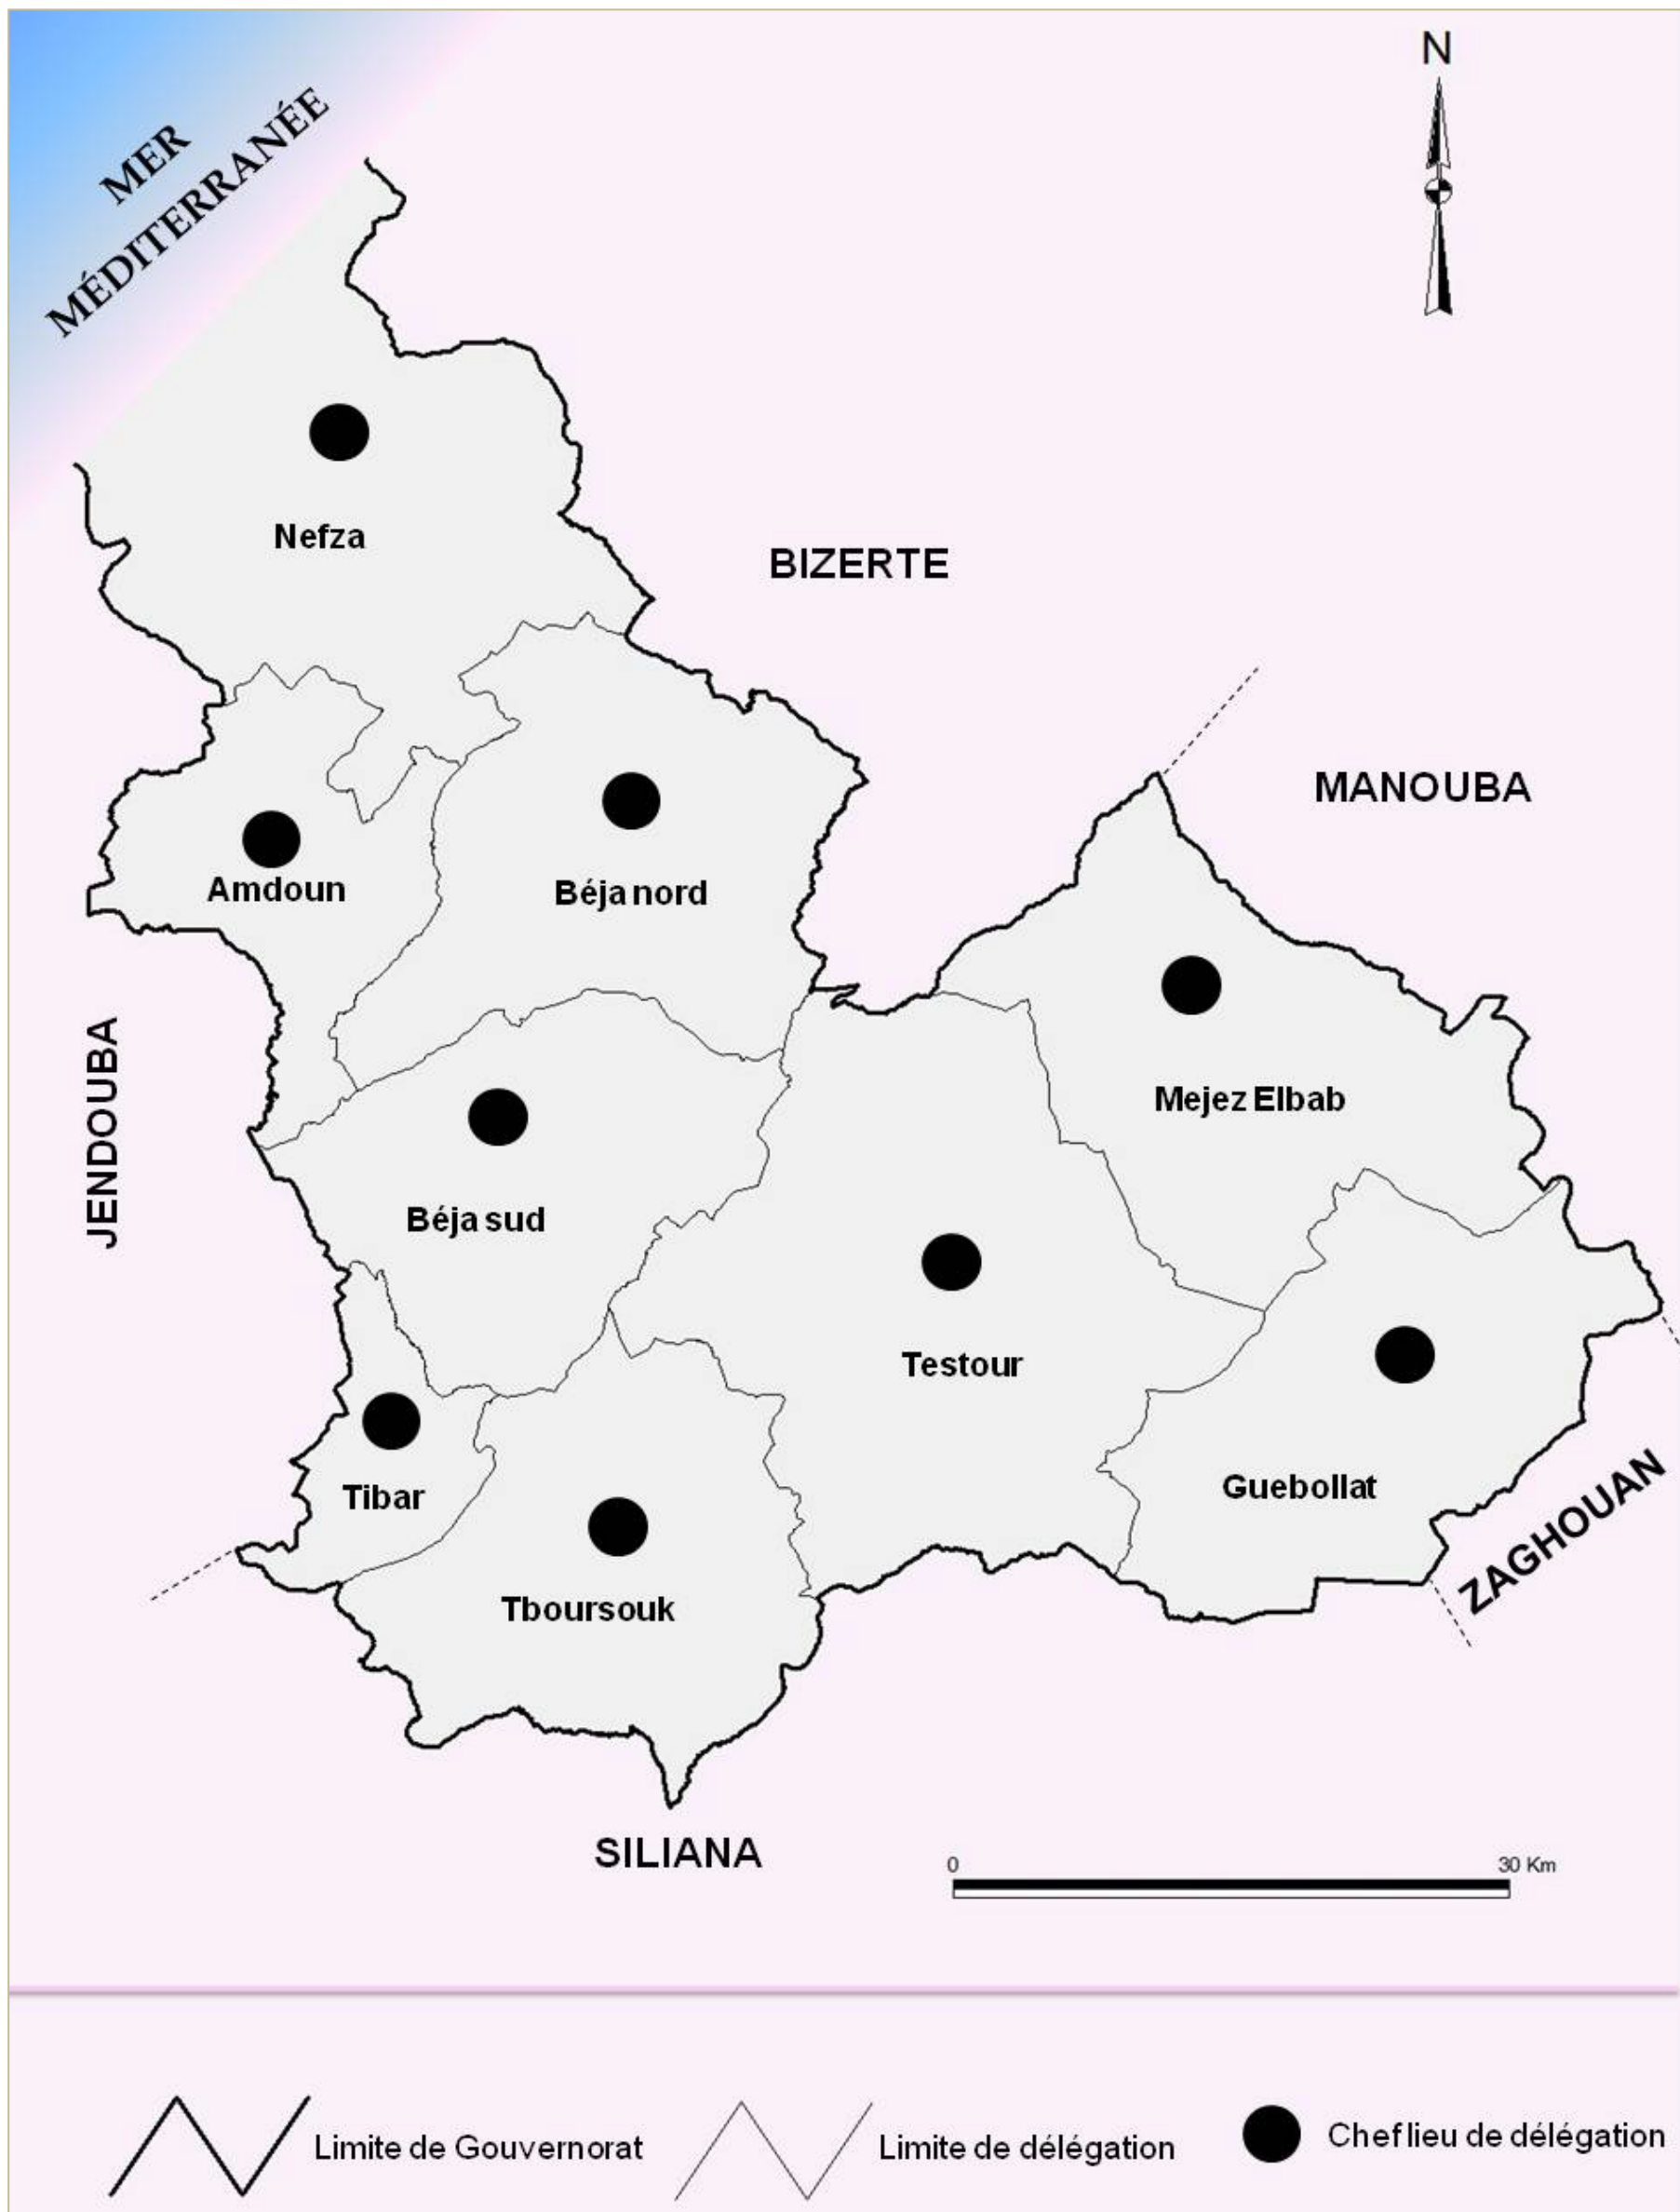 N
MER
MÉDITERRANÉE
Nefza
BIZERTE
MANOUBA
Amdoun
Béja nord
JENDOUBA
Mejez Elbab
Béja sud
Testour
Tibar
Guebollat
ZAGHOUAN
Tboursouk
SILIANA
0 30 Km
Limite de Gouvernorat
Limite de délégation
Chef lieu de délégation